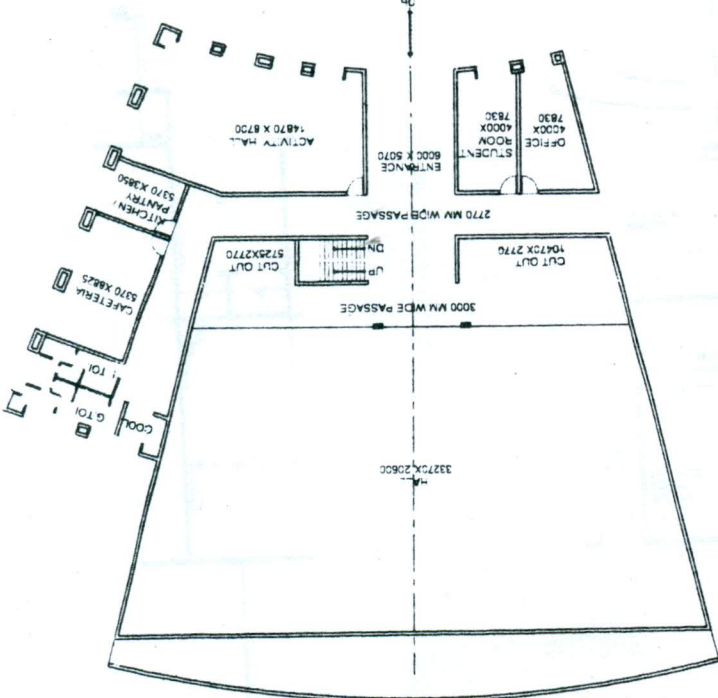 HALL
33270X 20600
COOL
G.TOI
3000 MM WIDE PASSAGE
CAFETERIA
5370 X8825
UP
DN
CUT OUT
10470X 2770
CUT OUT
5725X2770
2770 MM WIDE PASSAGE
KITCHEN /
PANTRY
5370 X3850
OFFICE
4000X
7830
STUDENT
ROOM
4000X
7830
ENTRANCE
6000 X 5070
ACTIVITY HALL
14870 X 8700